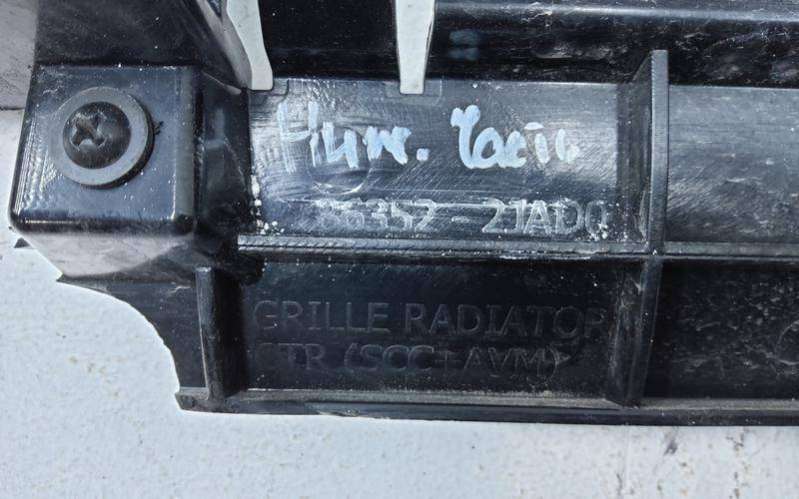 Ниж. часть
86352-2JAD0
GRILLE RADIATOR
CTR (SCC+AVM)